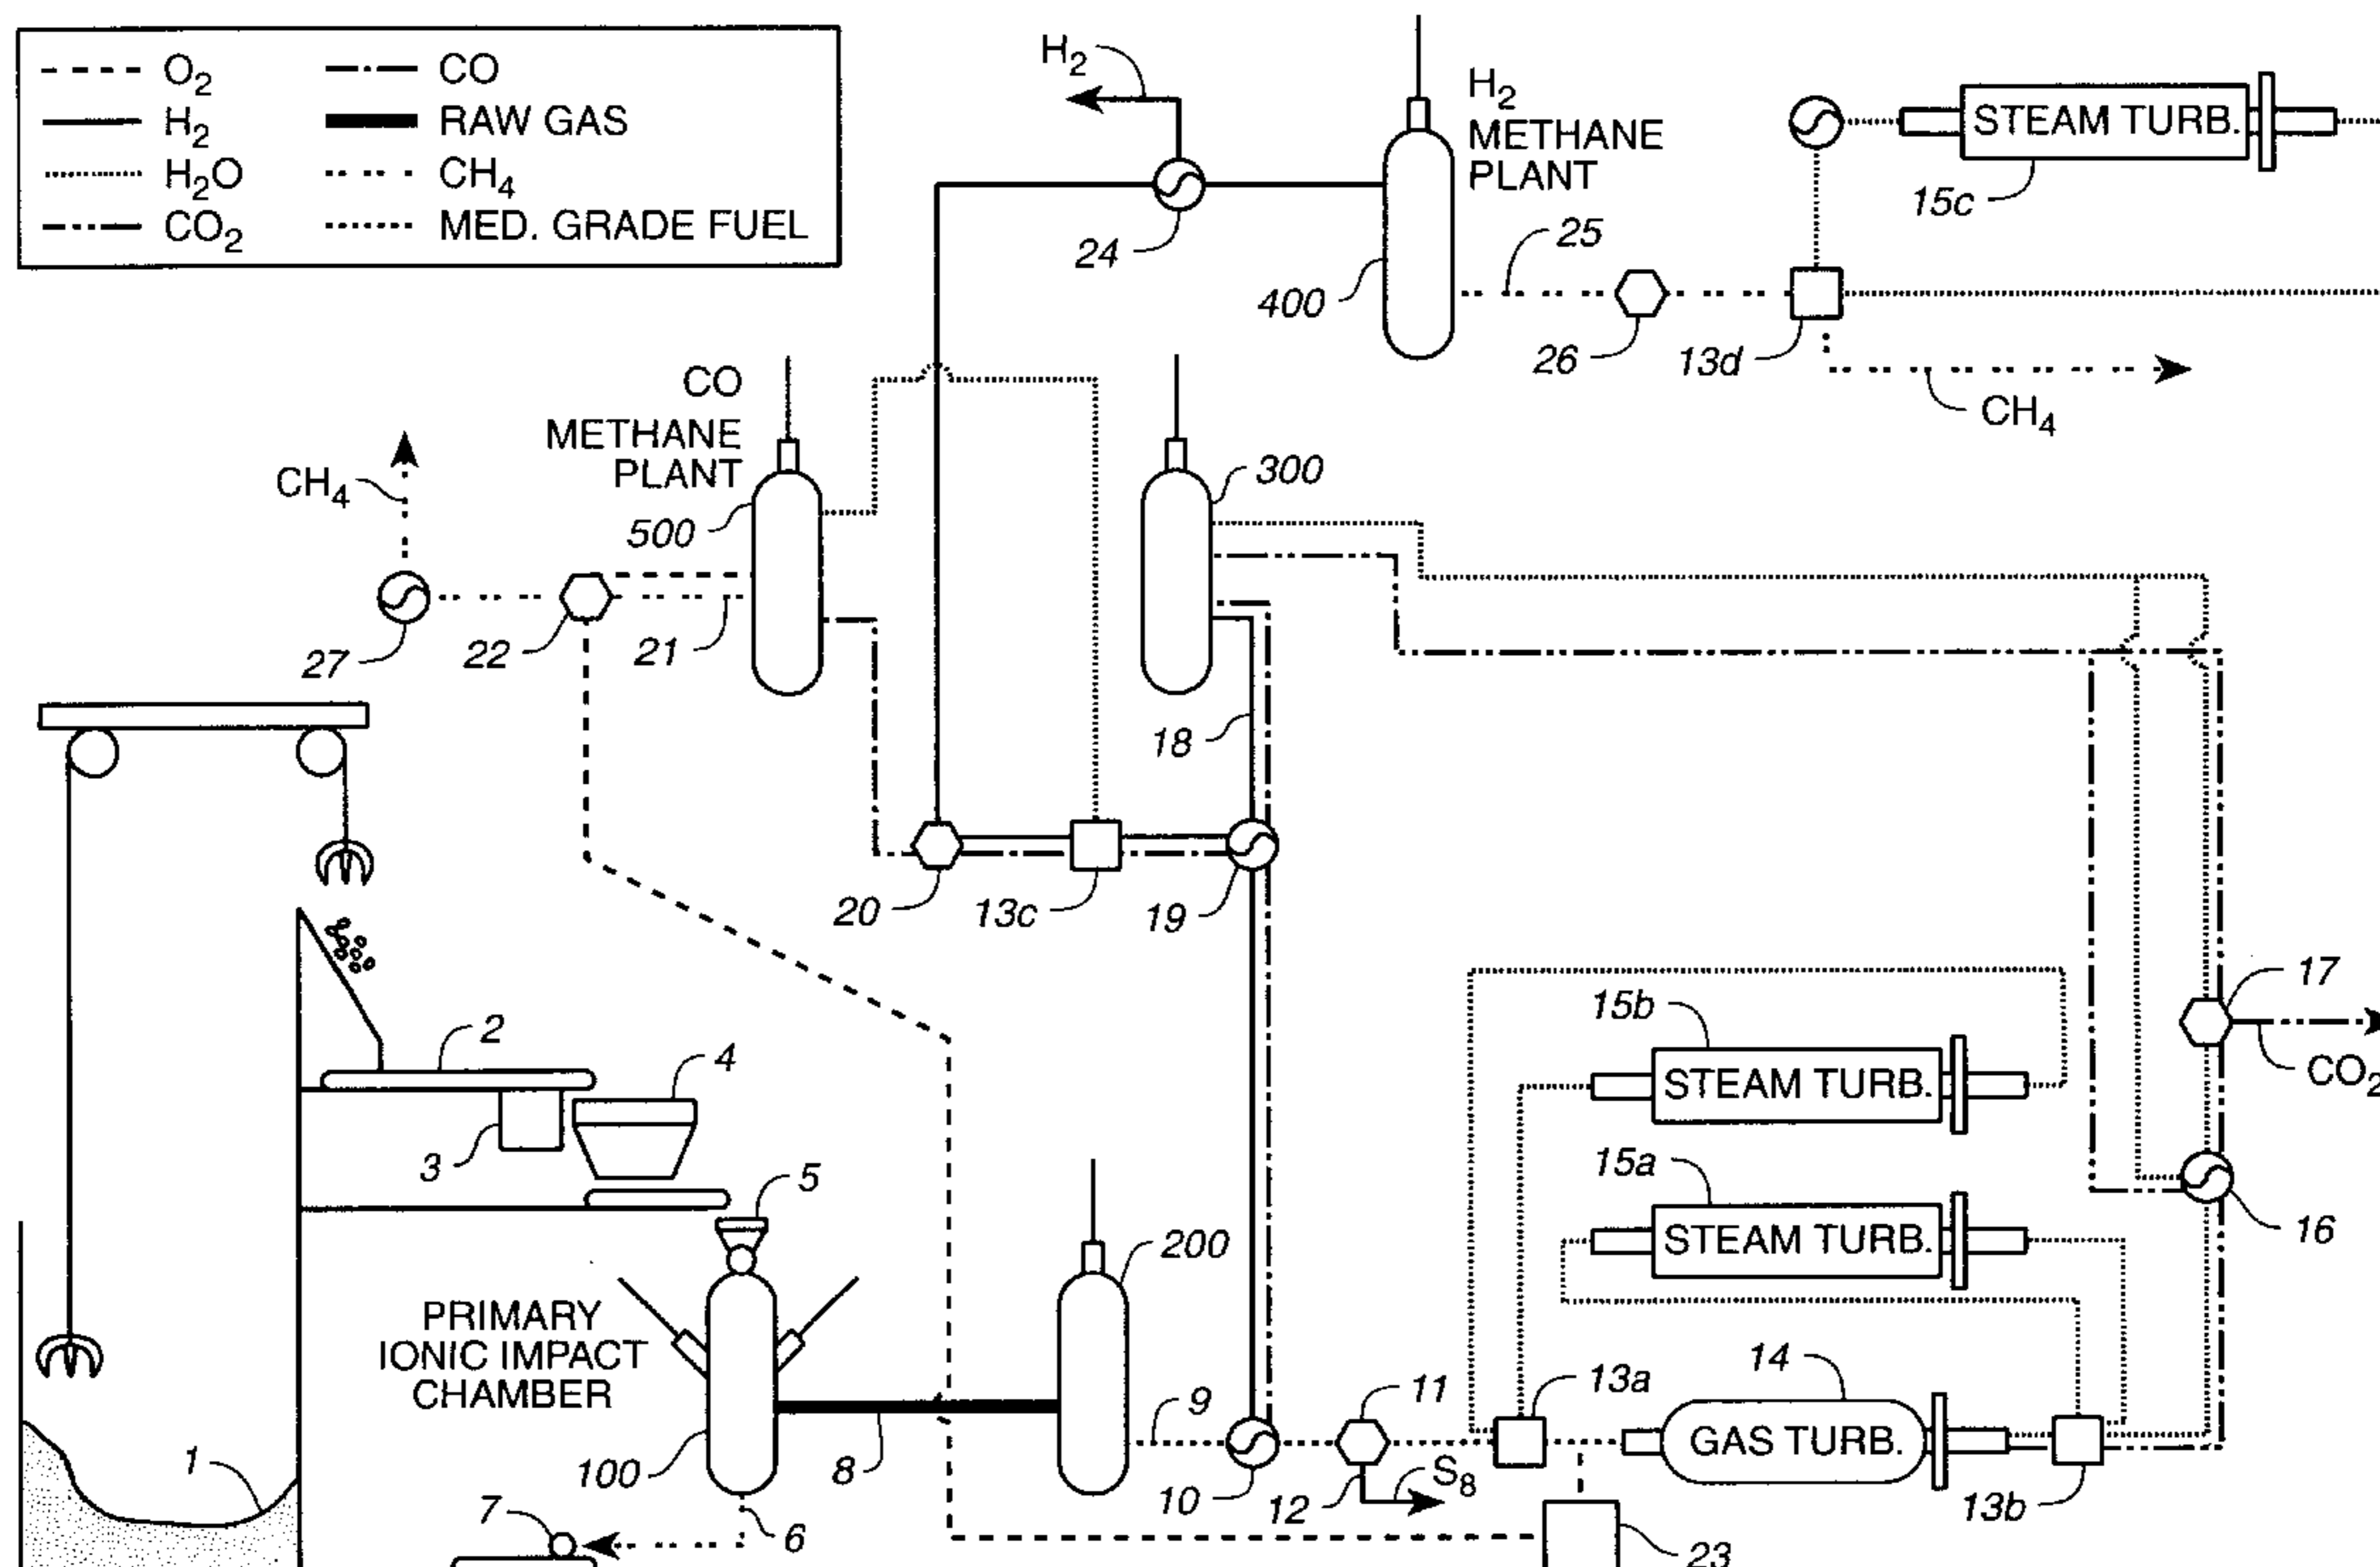 O2 CO
H2 RAW GAS
H2O CH4
CO2 MED. GRADE FUEL
H2
24
H2
METHANE
PLANT
400
25
26
13d
STEAM TURB.
15c
CH4
CO
METHANE
PLANT
500
CH4
27
22
21
300
18
20
13c
19
17
CO2
16
15b
STEAM TURB.
15a
STEAM TURB.
2
4
3
5
200
PRIMARY
IONIC IMPACT
CHAMBER
100
8
9
10
11
12
S8
13a
14
GAS TURB.
13b
1
7
6
23